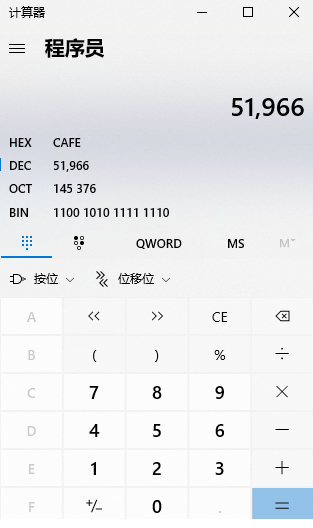 计算器
程序员
51,966
HEX CAFE
DEC 51,966
OCT 145 376
BIN 1100 1010 1111 1110
QWORD MS M˅
按位 位移位
A << >> CE
B ( ) % ÷
C 7 8 9 ×
D 4 5 6 −
E 1 2 3 +
F +/− 0 . =